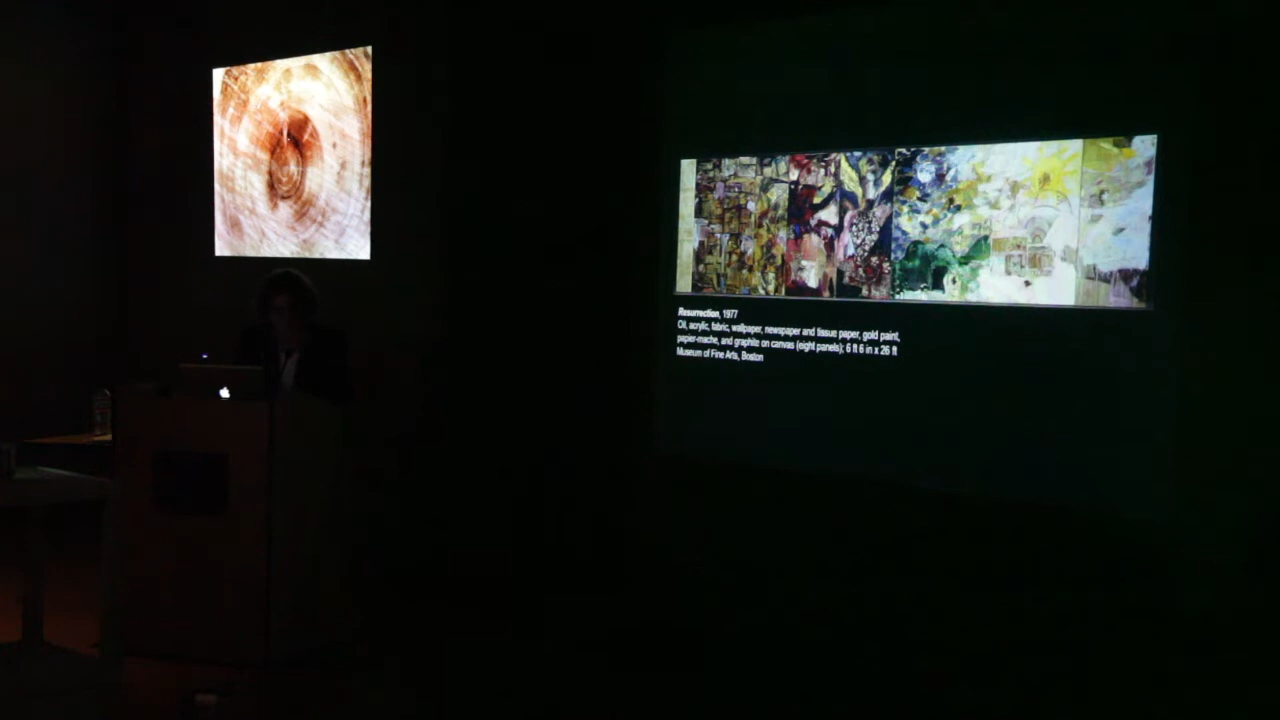 Resurrection, 1977
Oil, acrylic, fabric, wallpaper, newspaper and tissue paper, gold paint,
papier-mache, and graphite on canvas (eight panels); 6 ft 6 in x 26 ft
Museum of Fine Arts, Boston